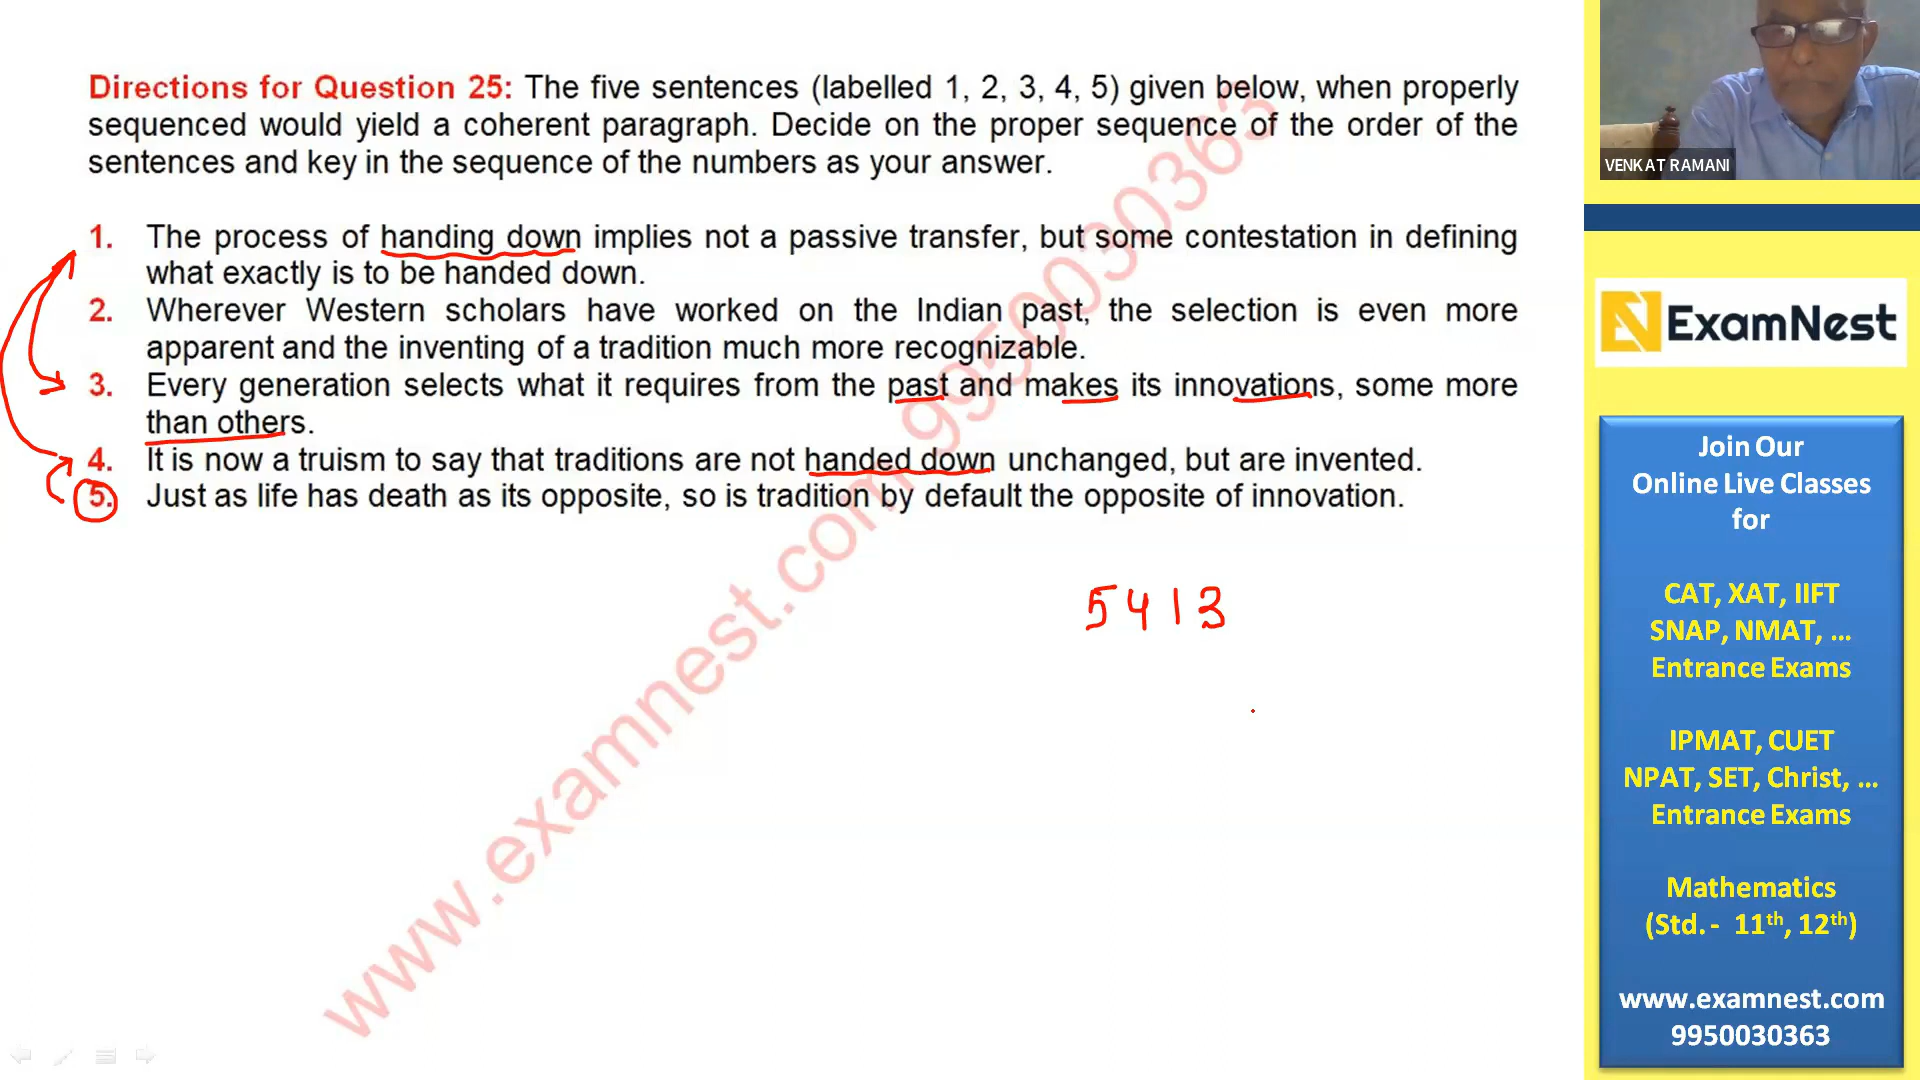 Directions for Question 25: The five sentences (labelled 1, 2, 3, 4, 5) given below, when properly
sequenced would yield a coherent paragraph. Decide on the proper sequence of the order of the
sentences and key in the sequence of the numbers as your answer.
1. The process of handing down implies not a passive transfer, but some contestation in defining
what exactly is to be handed down.
2. Wherever Western scholars have worked on the Indian past, the selection is even more
apparent and the inventing of a tradition much more recognizable.
3. Every generation selects what it requires from the past and makes its innovations, some more
than others.
4. It is now a truism to say that traditions are not handed down unchanged, but are invented.
5. Just as life has death as its opposite, so is tradition by default the opposite of innovation.
5 4 1 3
www.examnest.com 9950030363
VENKAT RAMANI
ExamNest
Join Our
Online Live Classes
for
CAT, XAT, IIFT
SNAP, NMAT, ...
Entrance Exams
IPMAT, CUET
NPAT, SET, Christ, ...
Entrance Exams
Mathematics
(Std. - 11th, 12th)
www.examnest.com
9950030363